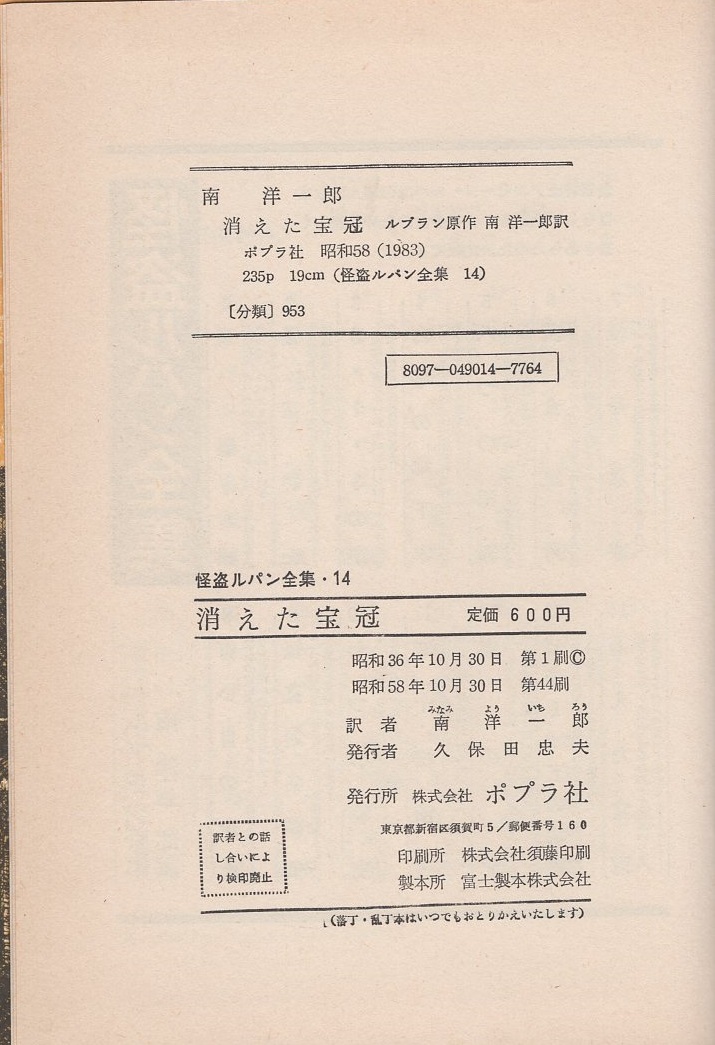 南　洋一郎
消えた宝冠　ルブラン原作 南 洋一郎訳
ポプラ社　昭和58 (1983)
235p　19cm (怪盗ルパン全集　14)
〔分類〕953
8097—049014—7764
怪盗ルパン全集・14
消えた宝冠　定価 600円
昭和36年10月30日　第1刷©
昭和58年10月30日　第44刷
みなみ　よう　いち　ろう
訳者　南　洋　一　郎
発行者　久保田忠夫
発行所　株式会社 ポプラ社
東京都新宿区須賀町5／郵便番号160
印刷所　株式会社須藤印刷
製本所　富士製本株式会社
訳者との話
し合いによ
り検印廃止
(落丁・乱丁本はいつでもおとりかえいたします)